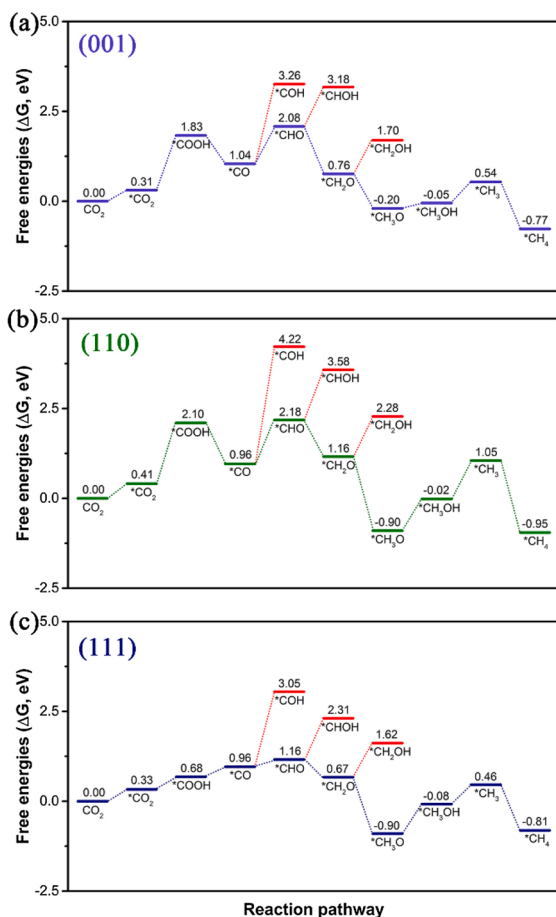 (a)
(001)
Free energies (ΔG, eV)
5.0
2.5
0.0
-2.5
0.00
CO₂
0.31
*CO₂
1.83
*COOH
1.04
*CO
3.26
*COH
2.08
*CHO
3.18
*CHOH
0.76
*CH₂O
1.70
*CH₂OH
-0.20
*CH₃O
-0.05
*CH₃OH
0.54
*CH₃
-0.77
*CH₄
(b)
(110)
Free energies (ΔG, eV)
5.0
2.5
0.0
-2.5
0.00
CO₂
0.41
*CO₂
2.10
*COOH
0.96
*CO
4.22
*COH
2.18
*CHO
3.58
*CHOH
1.16
*CH₂O
2.28
*CH₂OH
-0.90
*CH₃O
-0.02
*CH₃OH
1.05
*CH₃
-0.95
*CH₄
(c)
(111)
Free energies (ΔG, eV)
5.0
2.5
0.0
-2.5
0.00
CO₂
0.33
*CO₂
0.68
*COOH
0.96
*CO
3.05
*COH
1.16
*CHO
2.31
*CHOH
0.67
*CH₂O
1.62
*CH₂OH
-0.90
*CH₃O
-0.08
*CH₃OH
0.46
*CH₃
-0.81
*CH₄
Reaction pathway